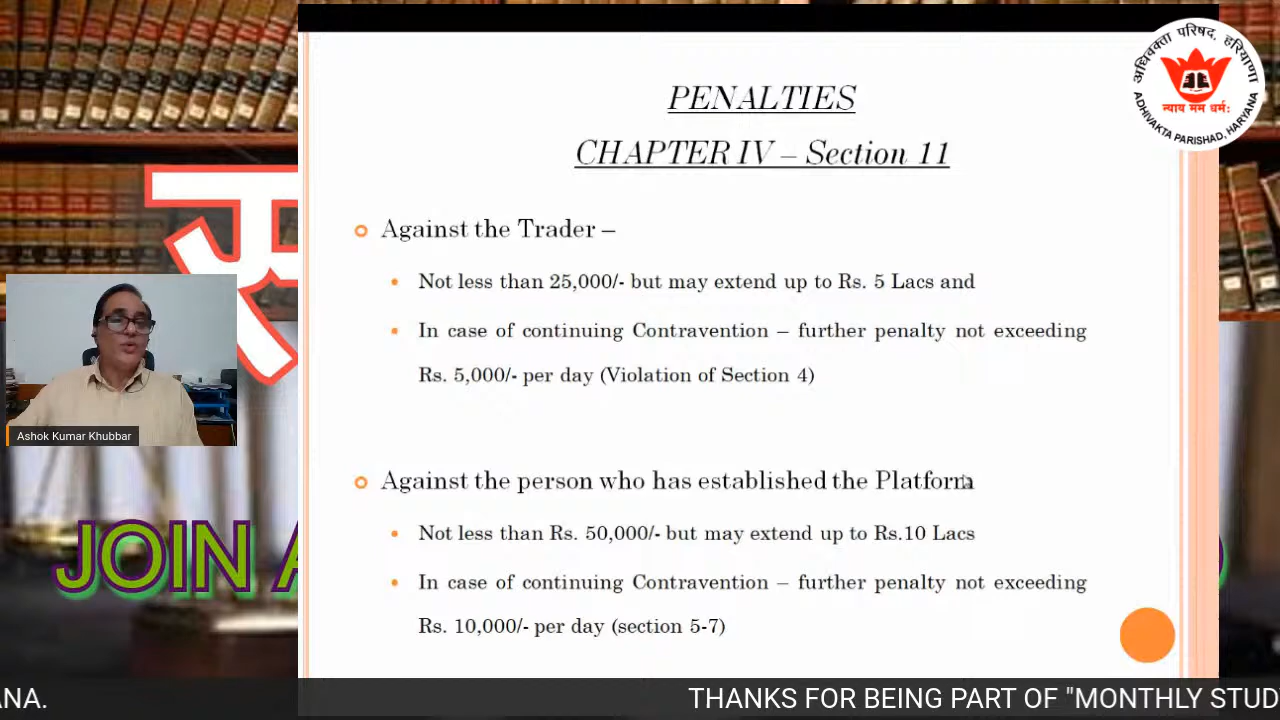 PENALTIES
CHAPTER IV – Section 11
Against the Trader –
Not less than 25,000/- but may extend up to Rs. 5 Lacs and
In case of continuing Contravention – further penalty not exceeding
Rs. 5,000/- per day (Violation of Section 4)
Against the person who has established the Platform
Not less than Rs. 50,000/- but may extend up to Rs.10 Lacs
In case of continuing Contravention – further penalty not exceeding
Rs. 10,000/- per day (section 5-7)
अधिवक्ता परिषद, हरियाणा
न्याय मम धर्मः
ADHIVAKTA PARISHAD, HARYANA
Ashok Kumar Khubbar
JOIN
ANA.
THANKS FOR BEING PART OF "MONTHLY STUD